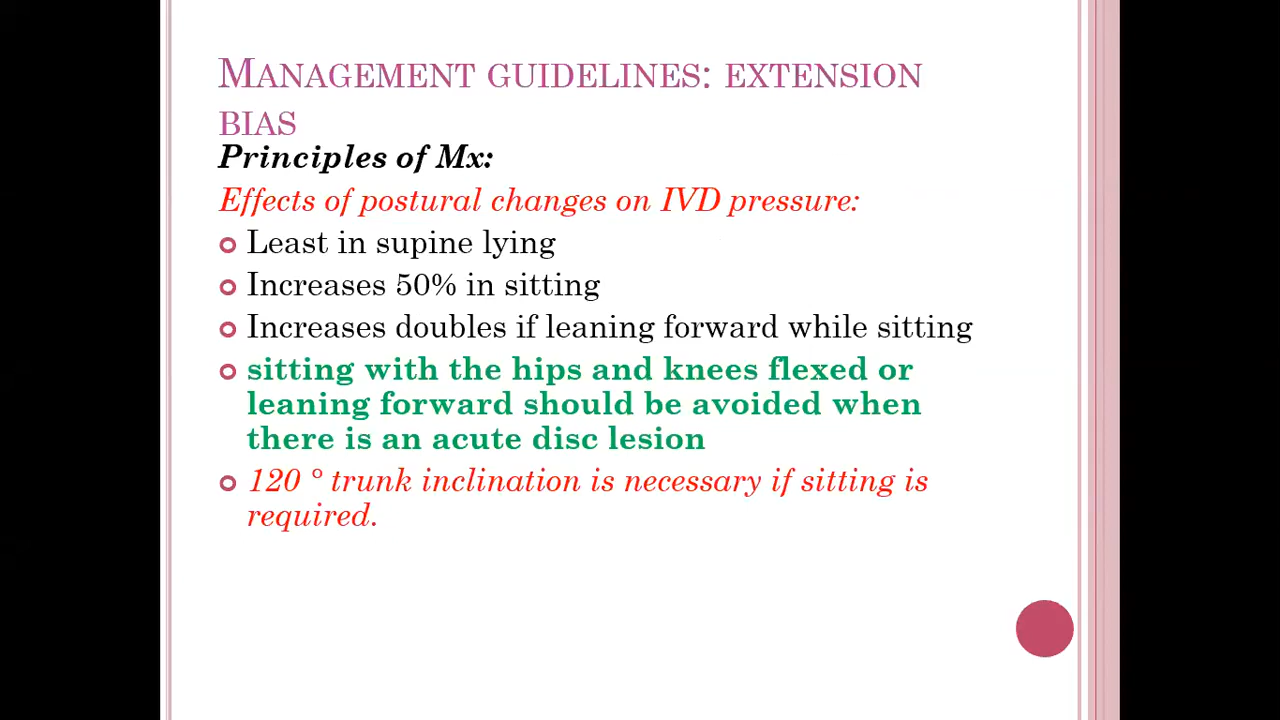 MANAGEMENT GUIDELINES: EXTENSION
BIAS
Principles of Mx:
Effects of postural changes on IVD pressure:
Least in supine lying
Increases 50% in sitting
Increases doubles if leaning forward while sitting
sitting with the hips and knees flexed or
leaning forward should be avoided when
there is an acute disc lesion
120 ° trunk inclination is necessary if sitting is
required.